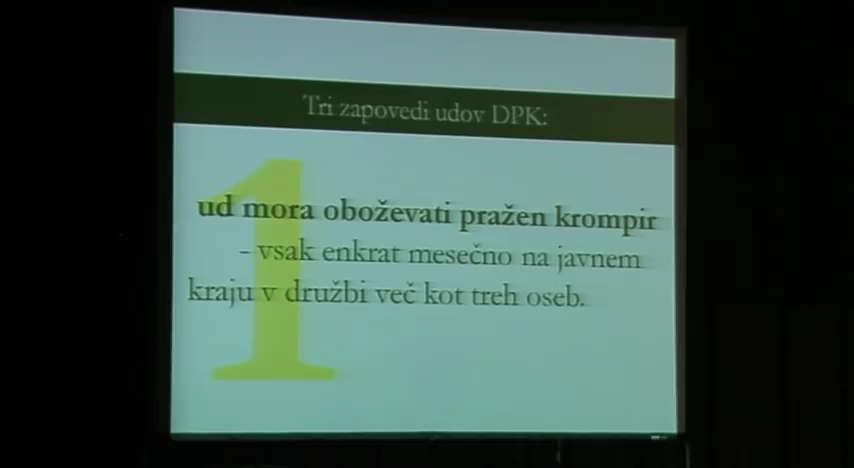 Tri zapovedi udov DPK:
1
ud mora oboževati pražen krompir
- vsak enkrat mesečno na javnem
kraju v družbi več kot treh oseb.